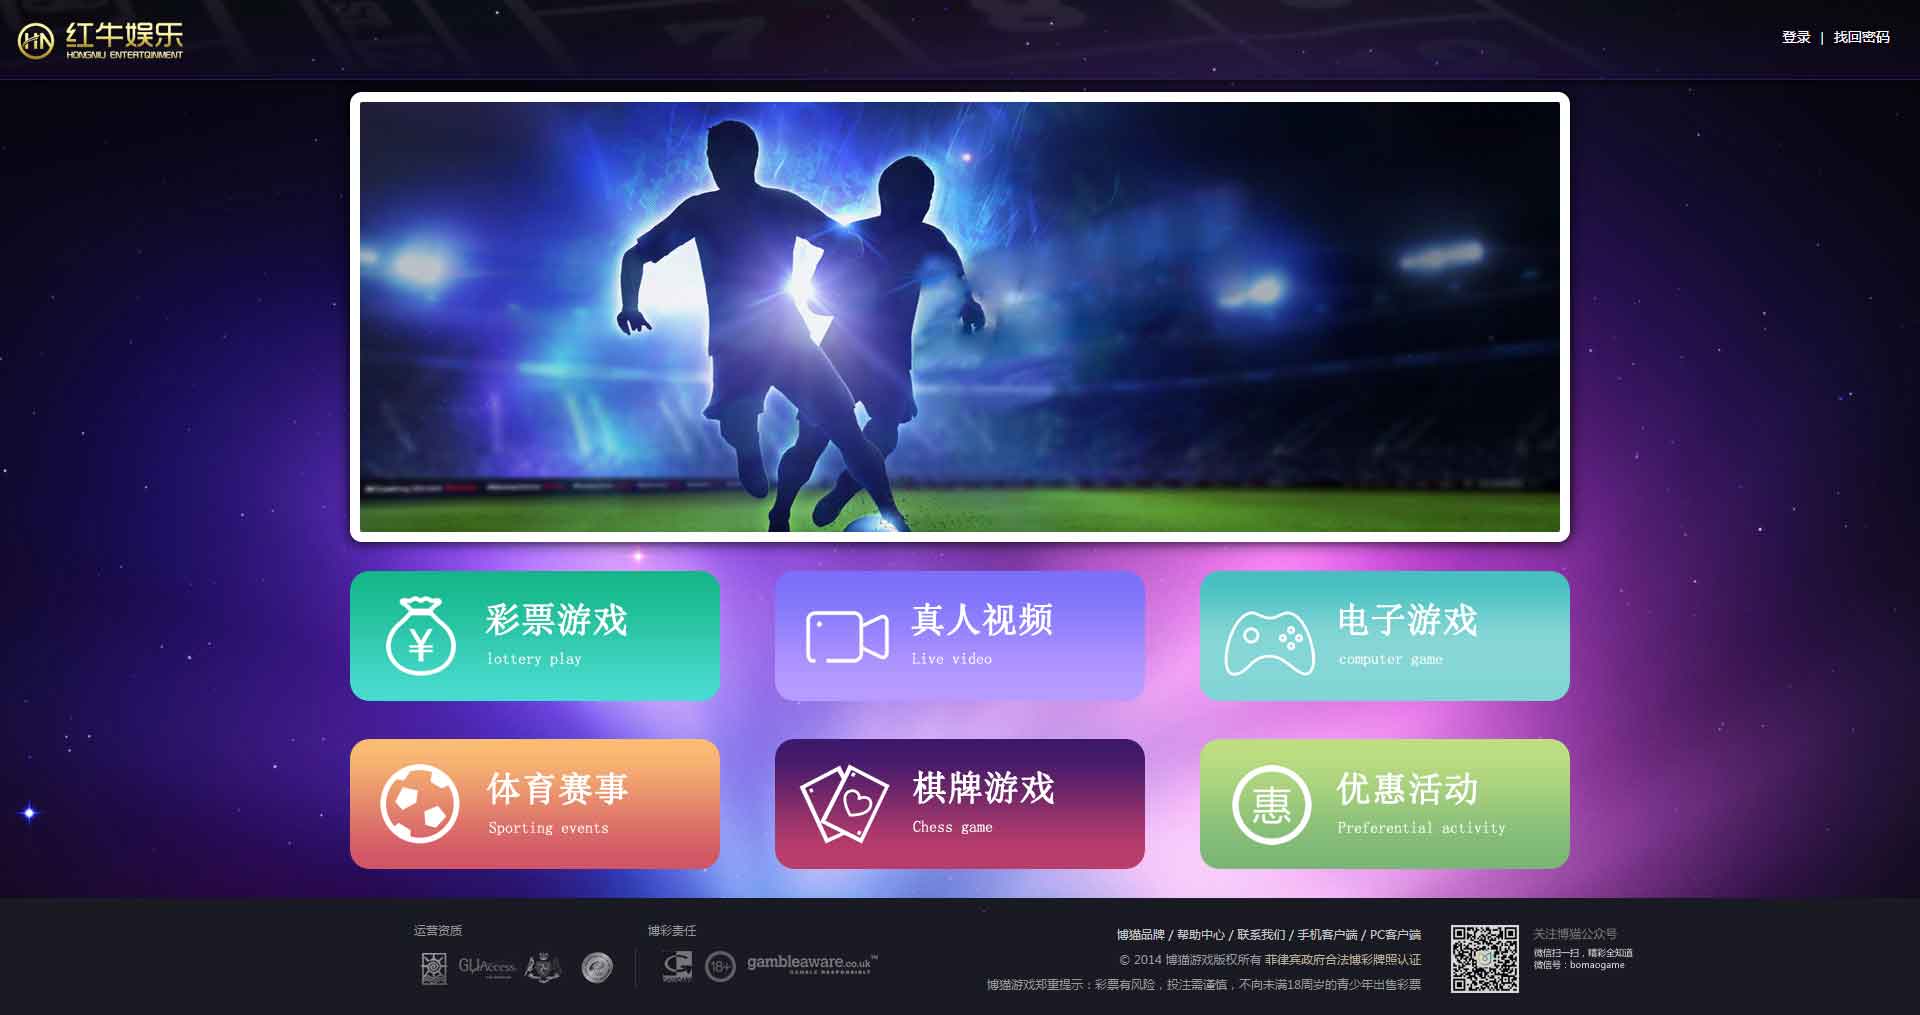 红牛娱乐
HONGNIU ENTERTQINMENT
登录 | 找回密码
彩票游戏
lottery play
真人视频
Live video
电子游戏
computer game
体育赛事
Sporting events
棋牌游戏
Chess game
惠
优惠活动
Preferential activity
运营资质
博彩责任
GUAccess
18+
gambleaware.co.uk™
GAMBLE RESPONSIBLY
博猫品牌 / 帮助中心 / 联系我们 / 手机客户端 / PC客户端
© 2014 博猫游戏版权所有 菲律宾政府合法博彩牌照认证
博猫游戏郑重提示：彩票有风险，投注需谨慎，不向未满18周岁的青少年出售彩票
关注博猫公众号
微信扫一扫，精彩全知道
微信号：bomaogame